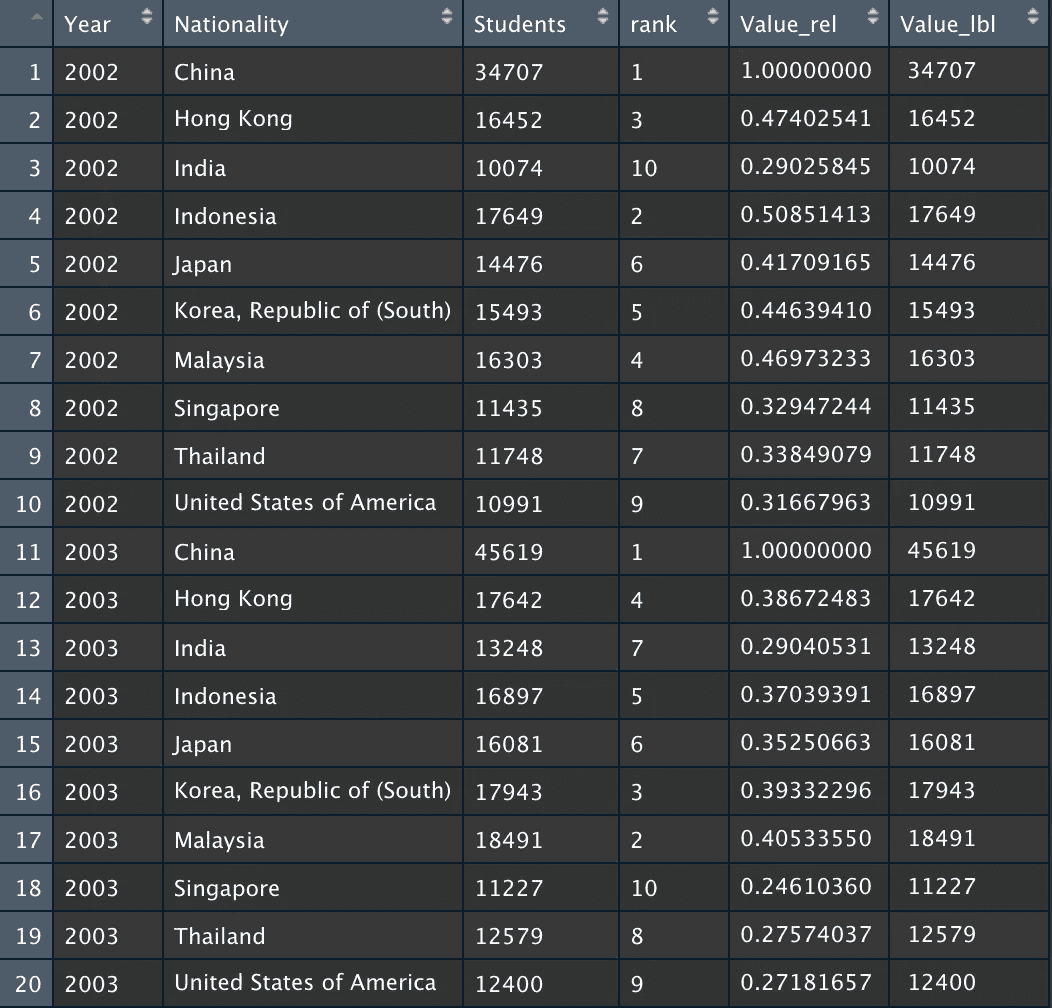 Year Nationality Students rank Value_rel Value_lbl
1 2002 China 34707 1 1.00000000 34707
2 2002 Hong Kong 16452 3 0.47402541 16452
3 2002 India 10074 10 0.29025845 10074
4 2002 Indonesia 17649 2 0.50851413 17649
5 2002 Japan 14476 6 0.41709165 14476
6 2002 Korea, Republic of (South) 15493 5 0.44639410 15493
7 2002 Malaysia 16303 4 0.46973233 16303
8 2002 Singapore 11435 8 0.32947244 11435
9 2002 Thailand 11748 7 0.33849079 11748
10 2002 United States of America 10991 9 0.31667963 10991
11 2003 China 45619 1 1.00000000 45619
12 2003 Hong Kong 17642 4 0.38672483 17642
13 2003 India 13248 7 0.29040531 13248
14 2003 Indonesia 16897 5 0.37039391 16897
15 2003 Japan 16081 6 0.35250663 16081
16 2003 Korea, Republic of (South) 17943 3 0.39332296 17943
17 2003 Malaysia 18491 2 0.40533550 18491
18 2003 Singapore 11227 10 0.24610360 11227
19 2003 Thailand 12579 8 0.27574037 12579
20 2003 United States of America 12400 9 0.27181657 12400